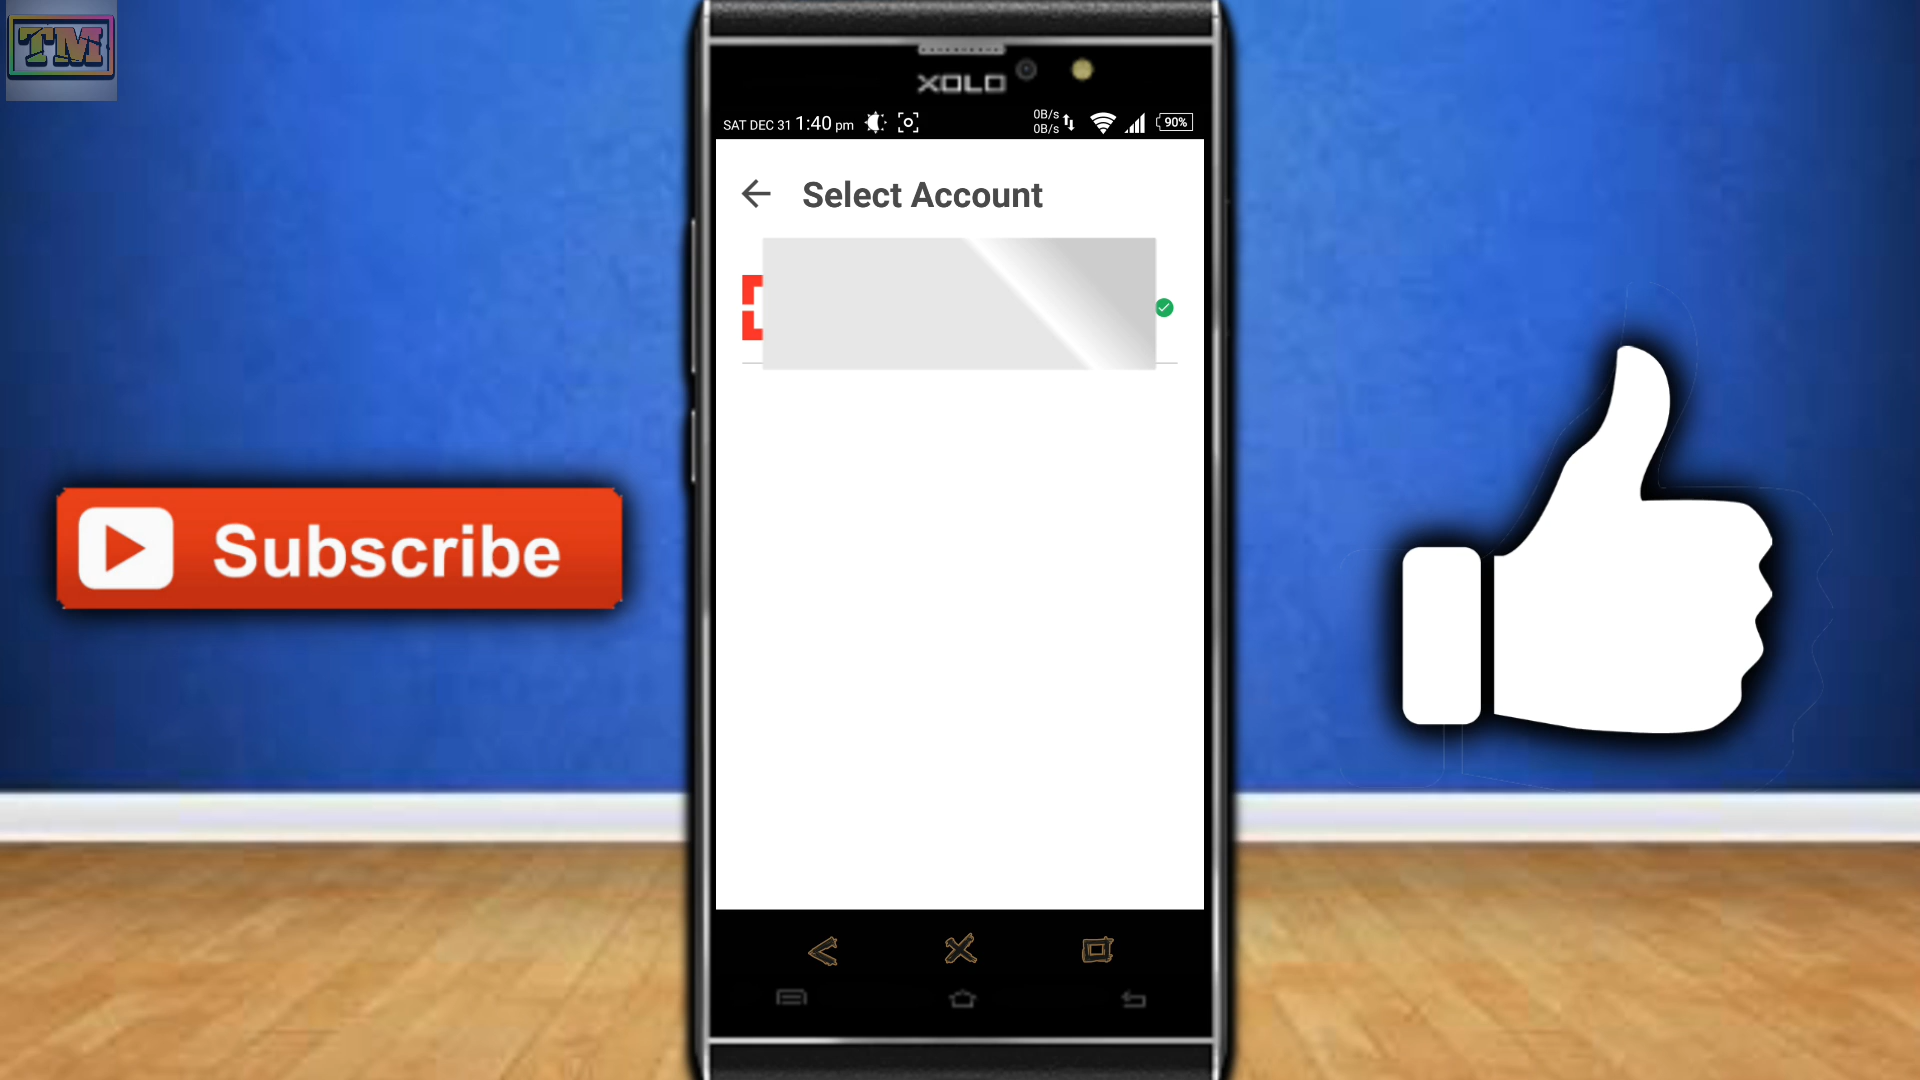 TM
XOLO
SAT DEC 31 1:40 pm
0B/s
0B/s
90%
Select Account
Subscribe